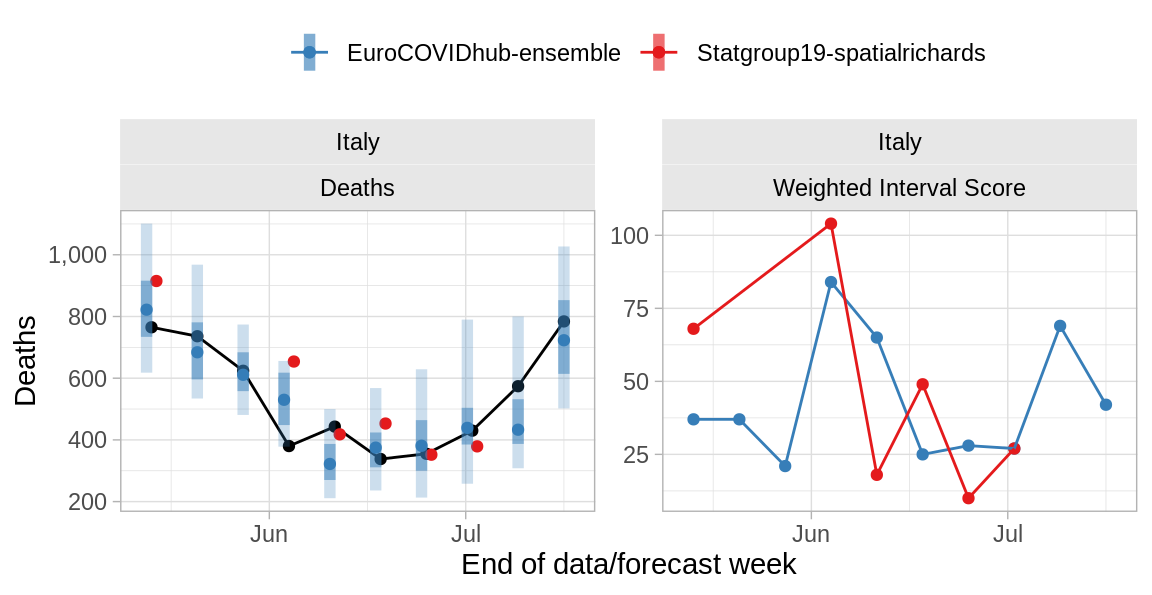 EuroCOVIDhub-ensemble Statgroup19-spatialrichards
Italy
Deaths
Italy
Weighted Interval Score
Deaths
1,000
800
600
400
200
Jun Jul
100
75
50
25
Jun Jul
End of data/forecast week